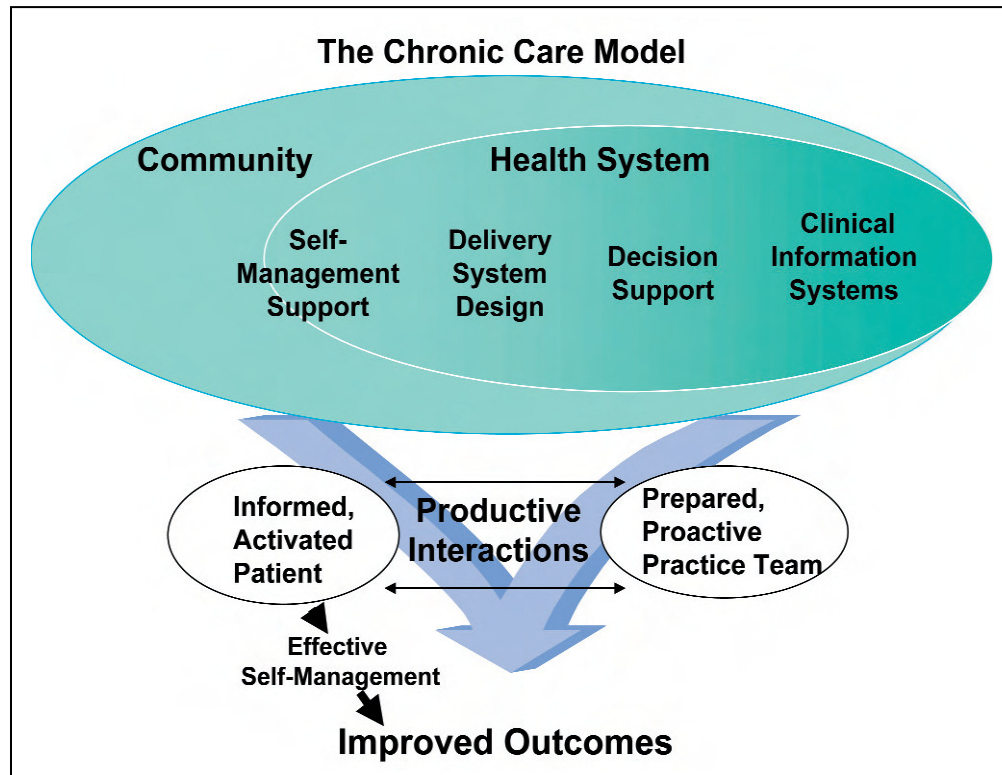 The Chronic Care Model
Community
Health System
Self-
Management
Support
Delivery
System
Design
Decision
Support
Clinical
Information
Systems
Informed,
Activated
Patient
Productive
Interactions
Prepared,
Proactive
Practice Team
Effective
Self-Management
Improved Outcomes